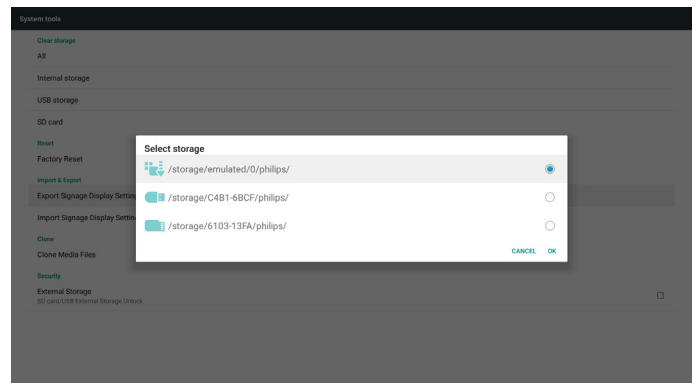 System tools
Clear storage
All
Internal storage
USB storage
SD card
Reset
Factory Reset
Import & Export
Export Signage Display Setting
Import Signage Display Settin
Clone
Clone Media Files
Security
External Storage
SD card/USB External Storage Unlock
Select storage
/storage/emulated/0/philips/
/storage/C4B1-6BCF/philips/
/storage/6103-13FA/philips/
CANCEL OK